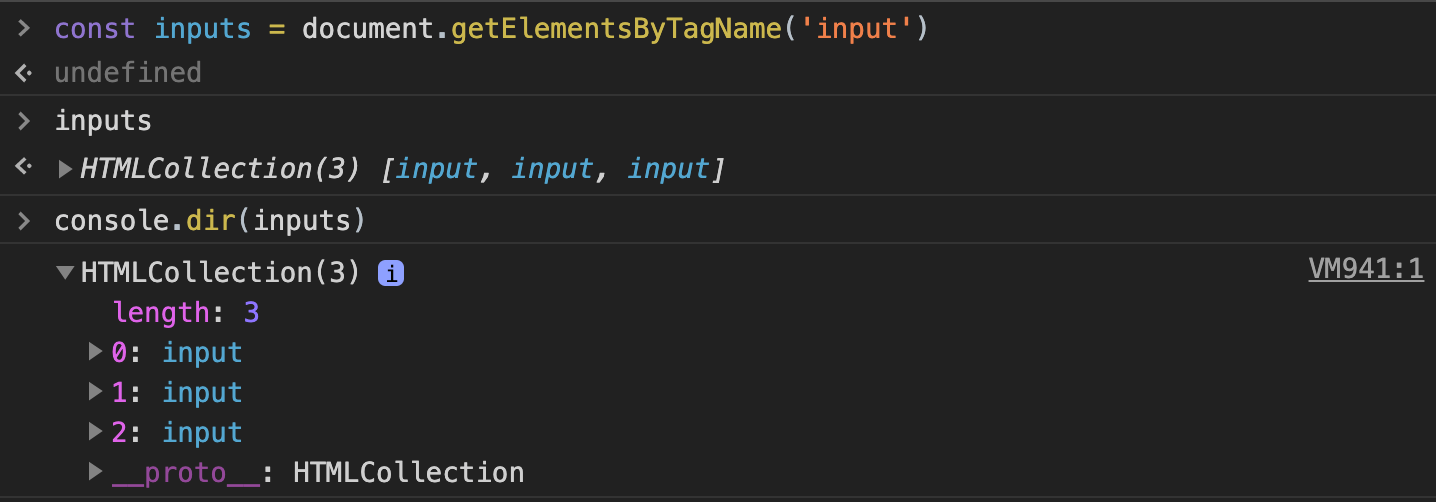 const inputs = document.getElementsByTagName('input')
undefined
inputs
HTMLCollection(3) [input, input, input]
console.dir(inputs)
HTMLCollection(3) i
VM941:1
length: 3
0: input
1: input
2: input
__proto__: HTMLCollection